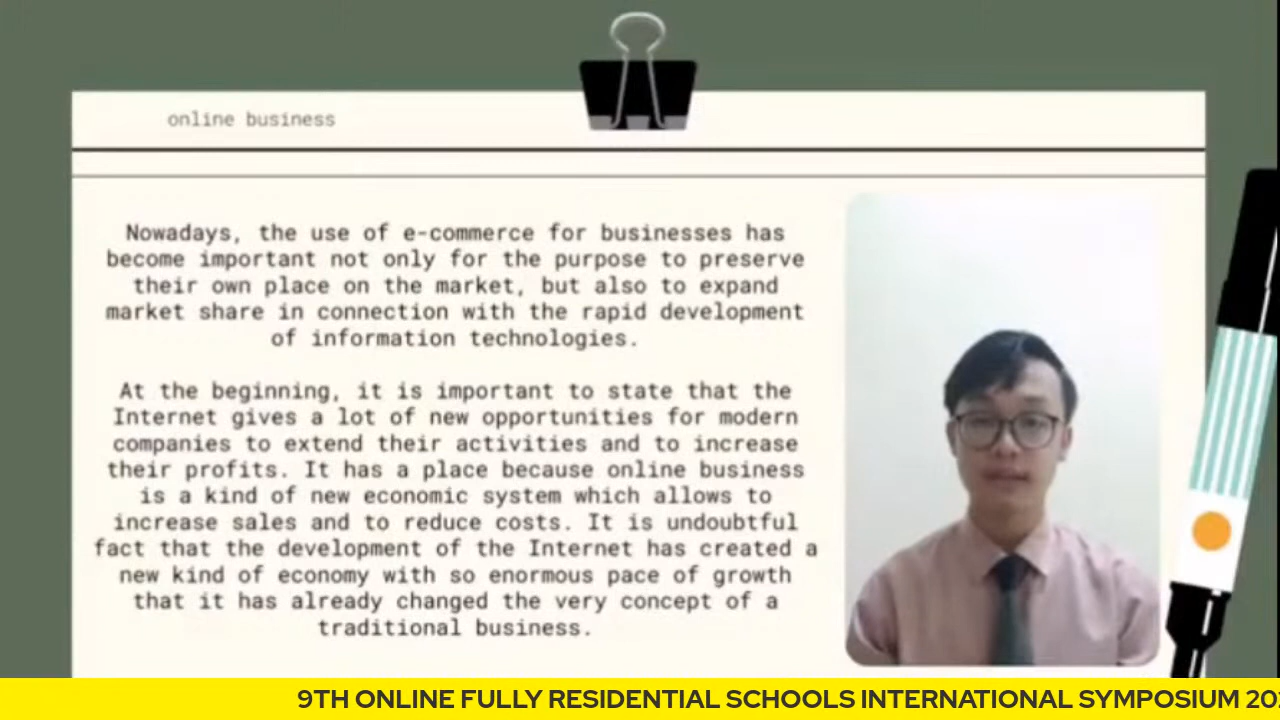 online business
Nowadays, the use of e-commerce for businesses has
become important not only for the purpose to preserve
their own place on the market, but also to expand
market share in connection with the rapid development
of information technologies.
At the beginning, it is important to state that the
Internet gives a lot of new opportunities for modern
companies to extend their activities and to increase
their profits. It has a place because online business
is a kind of new economic system which allows to
increase sales and to reduce costs. It is undoubtful
fact that the development of the Internet has created a
new kind of economy with so enormous pace of growth
that it has already changed the very concept of a
traditional business.
9TH ONLINE FULLY RESIDENTIAL SCHOOLS INTERNATIONAL SYMPOSIUM